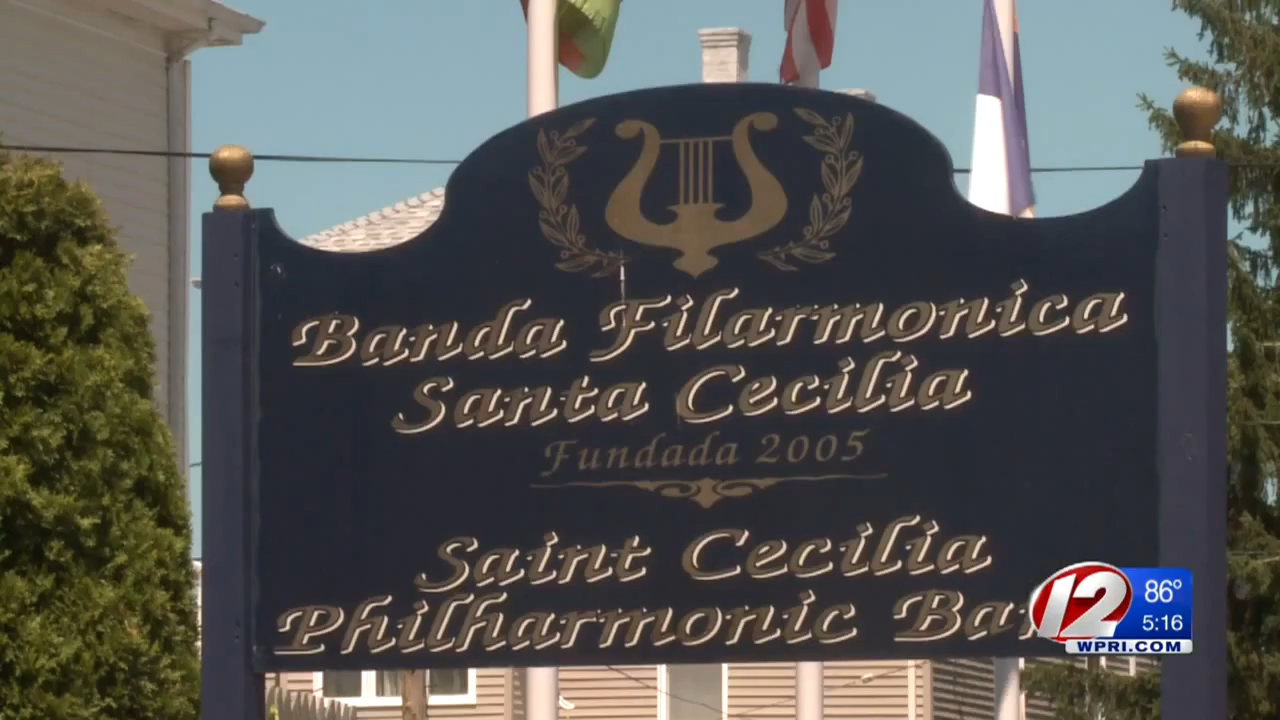 Banda Filarmonica
Santa Cecilia
Fundada 2005
Saint Cecilia
Philharmonic
12
86°
5:16
WPRI.COM